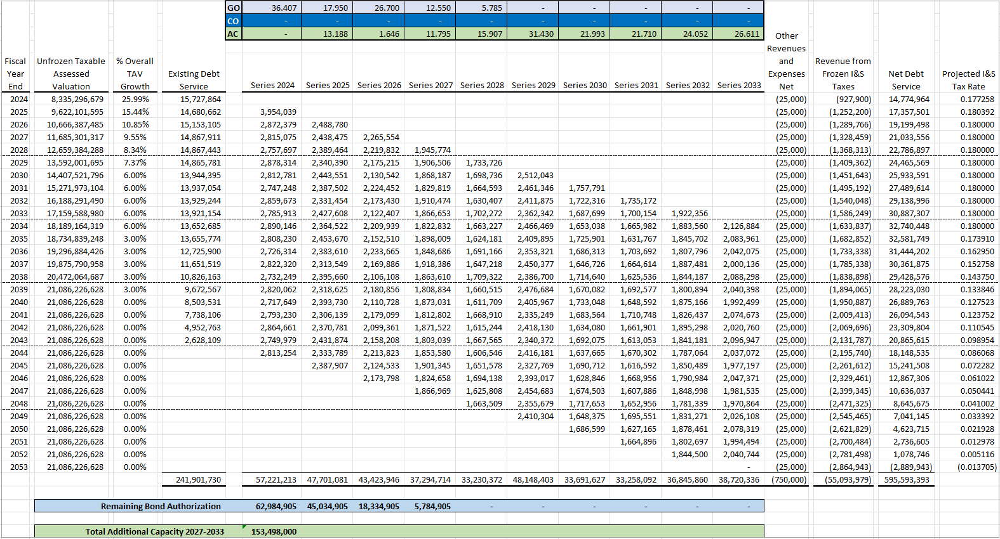 GO 36.407 17.950 26.700 12.550 5.785 - - - - -
CO - - - - - - - - - -
AC - 13.188 1.646 11.795 15.907 31.430 21.993 21.710 24.052 26.611
Other
Revenues
Fiscal Unfrozen Taxable % Overall and Revenue from
Year Assessed TAV Existing Debt Expenses Frozen I&S Net Debt Projected I&S
End Valuation Growth Service Series 2024 Series 2025 Series 2026 Series 2027 Series 2028 Series 2029 Series 2030 Series 2031 Series 2032 Series 2033 Net Taxes Service Tax Rate
2024 8,335,296,679 25.99% 15,727,864 (25,000) (927,900) 14,774,964 0.177258
2025 9,622,101,595 15.44% 14,680,662 3,954,039 (25,000) (1,252,200) 17,357,501 0.180392
2026 10,666,387,485 10.85% 15,153,105 2,872,379 2,488,780 (25,000) (1,289,766) 19,199,498 0.180000
2027 11,685,301,317 9.55% 14,867,911 2,815,075 2,438,475 2,265,554 (25,000) (1,328,459) 21,033,556 0.180000
2028 12,659,384,288 8.34% 14,867,443 2,757,697 2,389,464 2,219,832 1,945,774 (25,000) (1,368,313) 22,786,897 0.180000
2029 13,592,001,695 7.37% 14,865,781 2,878,314 2,340,390 2,175,215 1,906,506 1,733,726 (25,000) (1,409,362) 24,465,569 0.180000
2030 14,407,521,796 6.00% 13,944,395 2,812,781 2,443,551 2,130,542 1,868,187 1,698,736 2,512,043 (25,000) (1,451,643) 25,933,591 0.180000
2031 15,271,973,104 6.00% 13,937,054 2,747,248 2,387,502 2,224,452 1,829,819 1,664,593 2,461,346 1,757,791 (25,000) (1,495,192) 27,489,614 0.180000
2032 16,188,291,490 6.00% 13,929,244 2,859,673 2,331,454 2,173,430 1,910,474 1,630,407 2,411,875 1,722,316 1,735,172 (25,000) (1,540,048) 29,138,996 0.180000
2033 17,159,588,980 6.00% 13,921,154 2,785,913 2,427,608 2,122,407 1,866,653 1,702,272 2,362,342 1,687,699 1,700,154 1,922,356 (25,000) (1,586,249) 30,887,307 0.180000
2034 18,189,164,319 6.00% 13,652,685 2,890,146 2,364,522 2,209,939 1,822,832 1,663,227 2,466,469 1,653,038 1,665,982 1,883,560 2,126,884 (25,000) (1,633,837) 32,740,448 0.180000
2035 18,734,839,248 3.00% 13,655,774 2,808,230 2,453,670 2,152,510 1,898,009 1,624,181 2,409,895 1,725,901 1,631,767 1,845,702 2,083,961 (25,000) (1,682,852) 32,581,749 0.173910
2036 19,296,884,426 3.00% 12,725,900 2,726,314 2,383,610 2,233,665 1,848,686 1,691,166 2,353,321 1,686,313 1,703,692 1,807,796 2,042,075 (25,000) (1,733,338) 31,444,202 0.162950
2037 19,875,790,958 3.00% 11,651,519 2,822,320 2,313,549 2,169,886 1,918,386 1,647,218 2,450,377 1,646,726 1,664,614 1,887,481 2,000,136 (25,000) (1,785,338) 30,361,875 0.152758
2038 20,472,064,687 3.00% 10,826,163 2,732,249 2,395,660 2,106,108 1,863,610 1,709,322 2,386,700 1,714,640 1,625,536 1,844,187 2,088,298 (25,000) (1,838,898) 29,428,576 0.143750
2039 21,086,226,628 3.00% 9,672,567 2,820,062 2,318,625 2,180,856 1,808,834 1,660,515 2,476,684 1,670,082 1,692,577 1,800,894 2,040,398 (25,000) (1,894,065) 28,223,030 0.133846
2040 21,086,226,628 0.00% 8,503,531 2,717,649 2,393,730 2,110,728 1,873,031 1,611,709 2,405,967 1,733,048 1,648,592 1,875,166 1,992,499 (25,000) (1,950,887) 26,889,763 0.127523
2041 21,086,226,628 0.00% 7,738,106 2,793,230 2,306,139 2,179,099 1,812,802 1,668,910 2,335,249 1,683,564 1,710,748 1,826,437 2,074,673 (25,000) (2,009,413) 26,094,543 0.123752
2042 21,086,226,628 0.00% 4,952,763 2,864,661 2,370,781 2,099,361 1,871,522 1,615,244 2,418,130 1,634,080 1,661,901 1,895,298 2,020,760 (25,000) (2,069,696) 23,309,804 0.110545
2043 21,086,226,628 0.00% 2,628,109 2,749,979 2,431,874 2,158,208 1,803,039 1,667,565 2,340,372 1,692,075 1,613,053 1,841,181 2,096,947 (25,000) (2,131,787) 20,865,615 0.098954
2044 21,086,226,628 0.00% 2,813,254 2,333,789 2,213,823 1,853,580 1,606,546 2,416,181 1,637,665 1,670,302 1,787,064 2,037,072 (25,000) (2,195,740) 18,148,535 0.086068
2045 21,086,226,628 0.00% 2,387,907 2,124,533 1,901,345 1,651,578 2,327,769 1,690,712 1,616,592 1,850,489 1,977,197 (25,000) (2,261,612) 15,241,508 0.072282
2046 21,086,226,628 0.00% 2,173,798 1,824,658 1,694,138 2,393,017 1,628,846 1,668,956 1,790,984 2,047,371 (25,000) (2,329,461) 12,867,306 0.061022
2047 21,086,226,628 0.00% 1,866,969 1,625,808 2,454,683 1,674,503 1,607,886 1,848,998 1,981,535 (25,000) (2,399,345) 10,636,037 0.050441
2048 21,086,226,628 0.00% 1,663,509 2,355,679 1,717,653 1,652,956 1,781,339 1,970,864 (25,000) (2,471,325) 8,645,675 0.041002
2049 21,086,226,628 0.00% 2,410,304 1,648,375 1,695,551 1,831,271 2,026,108 (25,000) (2,545,465) 7,041,145 0.033392
2050 21,086,226,628 0.00% 1,686,599 1,627,165 1,878,461 2,078,319 (25,000) (2,621,829) 4,623,715 0.021928
2051 21,086,226,628 0.00% 1,664,896 1,802,697 1,994,494 (25,000) (2,700,484) 2,736,605 0.012978
2052 21,086,226,628 0.00% 1,844,500 2,040,744 (25,000) (2,781,498) 1,078,746 0.005116
2053 21,086,226,628 0.00% - (25,000) (2,864,943) (2,889,943) (0.013705)
241,901,730 57,221,213 47,701,081 43,423,946 37,294,714 33,230,372 48,148,403 33,691,627 33,258,092 36,845,860 38,720,336 (750,000) (55,093,979) 595,593,393
Remaining Bond Authorization 62,984,905 45,034,905 18,334,905 5,784,905 - - - - - -
Total Additional Capacity 2027-2033 153,498,000